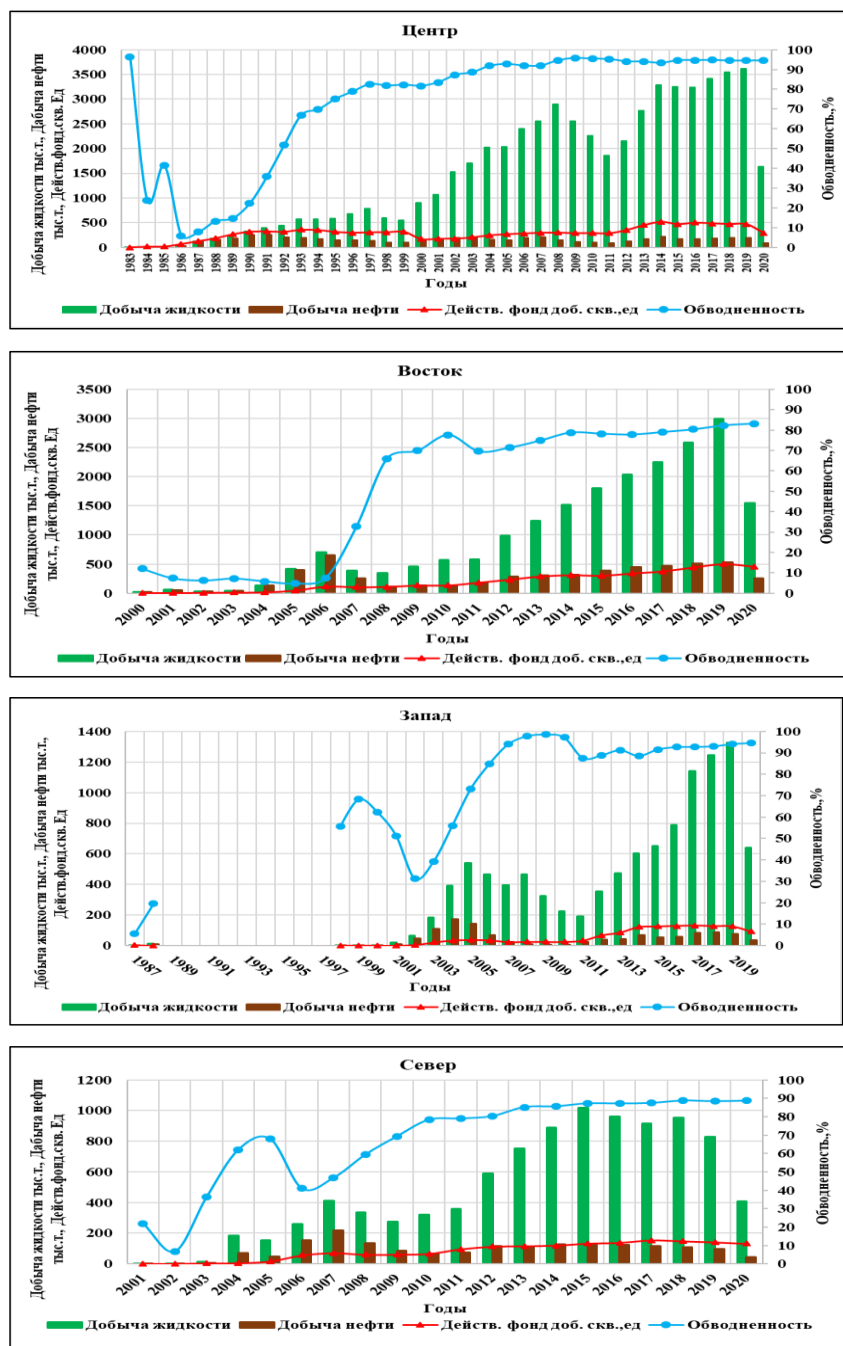 Центр
Добыча жидкости тыс.т., Дабыча нефти
тыс.т., Действ.фонд.скв. Ед
4000
3500
3000
2500
2000
1500
1000
500
0
100
90
80
70
60
50
40
30
20
10
0
Обводненность.,%
1983 1984 1985 1986 1987 1988 1989 1990 1991 1992 1993 1994 1995 1996 1997 1998 1999 2000 2001 2002 2003 2004 2005 2006 2007 2008 2009 2010 2011 2012 2013 2014 2015 2016 2017 2018 2019 2020
Годы
Добыча жидкости Добыча нефти Действ. фонд доб. скв.,ед Обводненность
Восток
Добыча жидкости тыс.т., Дабыча нефти
тыс.т., Действ.фонд.скв. Ед
3500
3000
2500
2000
1500
1000
500
0
100
90
80
70
60
50
40
30
20
10
0
Обводненность.,%
2000 2001 2002 2003 2004 2005 2006 2007 2008 2009 2010 2011 2012 2013 2014 2015 2016 2017 2018 2019 2020
Годы
Добыча жидкости Добыча нефти Действ. фонд доб. скв.,ед Обводненность
Запад
Добыча жидкости тыс.т., Дабыча нефти тыс.т.,
Действ.фонд.скв. Ед
1400
1200
1000
800
600
400
200
0
100
90
80
70
60
50
40
30
20
10
0
Обводненность.,%
1987 1989 1991 1993 1995 1997 1999 2001 2003 2005 2007 2009 2011 2013 2015 2017 2019
Годы
Добыча жидкости Добыча нефти Действ. фонд доб. скв.,ед Обводненность
Север
Добыча жидкости тыс.т., Дабыча нефти
тыс.т., Действ.фонд.скв. Ед
1200
1000
800
600
400
200
0
100
90
80
70
60
50
40
30
20
10
0
Обводненность.,%
2001 2002 2003 2004 2005 2006 2007 2008 2009 2010 2011 2012 2013 2014 2015 2016 2017 2018 2019 2020
Годы
Добыча жидкости Добыча нефти Действ. фонд доб. скв.,ед Обводненность